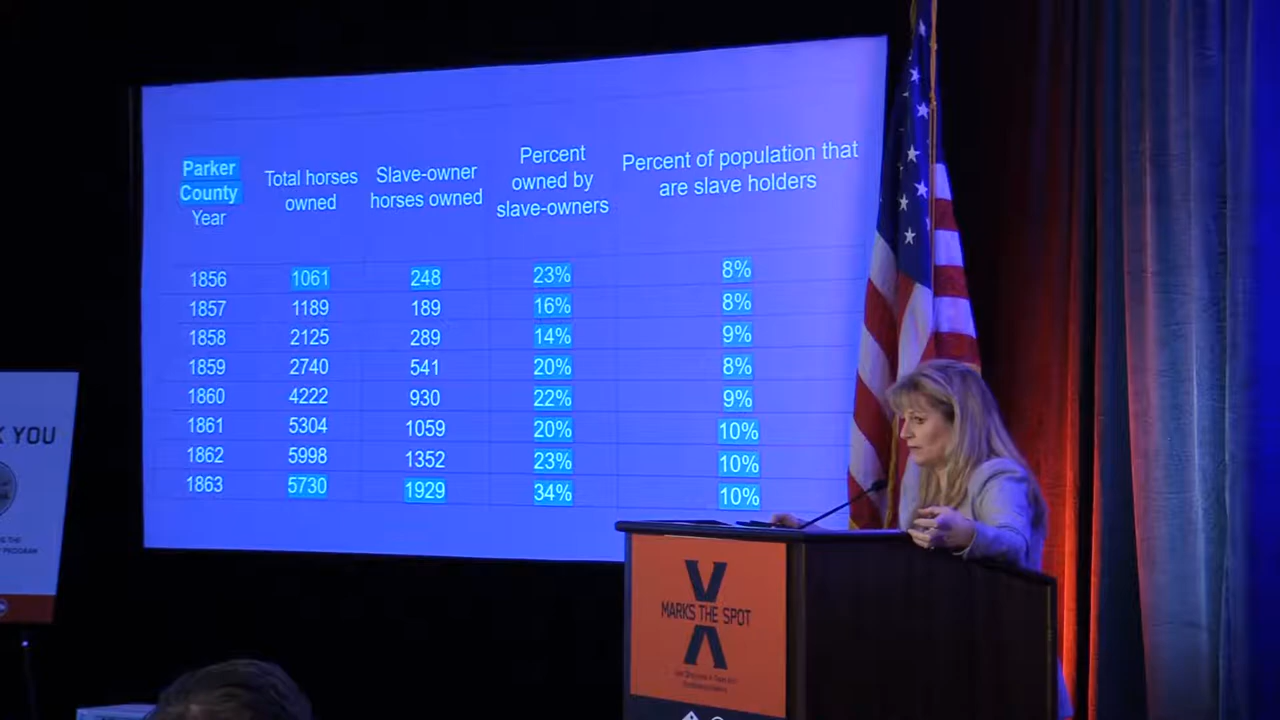 Parker
County
Year
Total horses
owned
Slave-owner
horses owned
Percent
owned by
slave-owners
Percent of population that
are slave holders
1856 1061 248 23% 8%
1857 1189 189 16% 8%
1858 2125 289 14% 9%
1859 2740 541 20% 8%
1860 4222 930 22% 9%
1861 5304 1059 20% 10%
1862 5998 1352 23% 10%
1863 5730 1929 34% 10%
YOU
THE
PROGRAM
X
MARKS THE SPOT